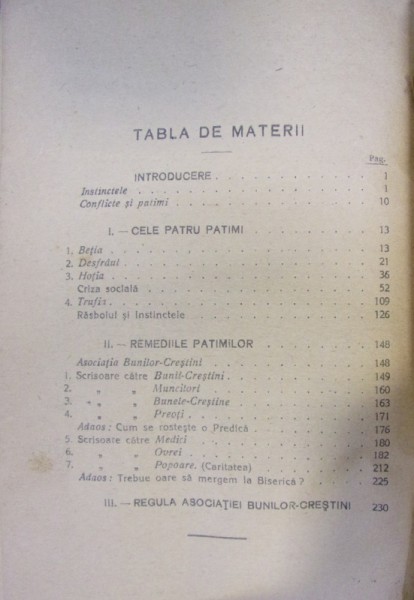 TABLA DE MATERII
Pag.
INTRODUCERE . . . . . . . . . . . . 1
Instinctele . . . . . . . . . . . . 1
Conflicte și patimi . . . . . . . . . . . . 10
I. — CELE PATRU PATIMI . . . . . . . . . . 13
1. Beția . . . . . . . . . . . . 13
2. Desfrâul . . . . . . . . . . . . 21
3. Hoția . . . . . . . . . . . . 36
Criza socială . . . . . . . . . . . . 52
4. Trufia . . . . . . . . . . . . 109
Răsboiul și Instinctele . . . . . . . . . . . . 126
II. — REMEDIILE PATIMILOR . . . . . . . . 148
Asociația Bunilor-Creștini . . . . . . . . . . 148
1. Scrisoare către Bunii-Creștini . . . . . . . . 149
2. „ „ Muncitori . . . . . . . . 160
3. „ „ Bunele-Creștine . . . . . . . . 163
4. „ „ Preoți . . . . . . . . 171
Adaos: Cum se rostește o Predică . . . . . . . . 176
5. Scrisoare către Medici . . . . . . . . 180
6. „ „ Ovrei . . . . . . . . 182
7. „ „ Popoare. (Caritatea) . . . . . . 212
Adaos: Trebue oare să mergem la Biserică? . . . . 225
III. — REGULA ASOCIAȚIEI BUNILOR-CREȘTINI 230